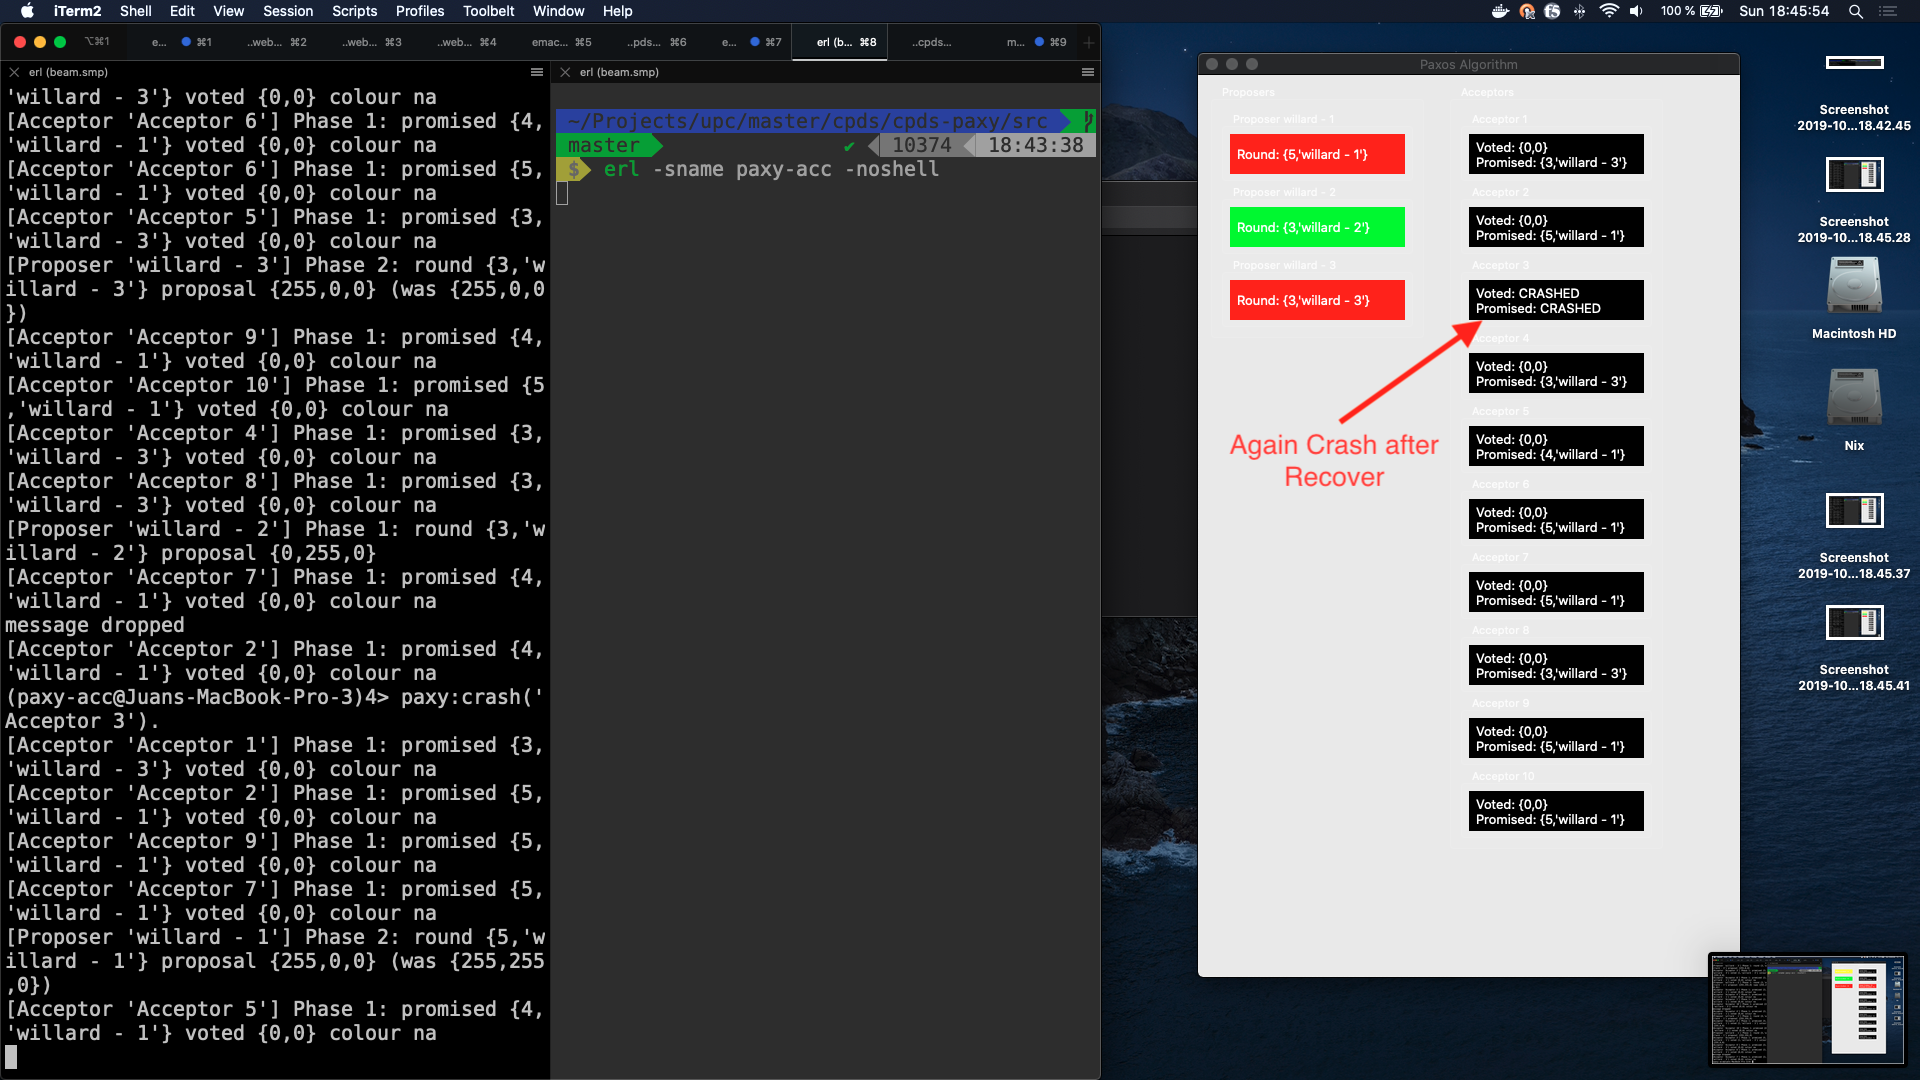 iTerm2 Shell Edit View Session Scripts Profiles Toolbelt Window Help
100 % Sun 18:45:54
⌥⌘1 e... ⌘1 ..web... ⌘2 ..web... ⌘3 ..web... ⌘4 emac... ⌘5 ..pds... ⌘6 e... ⌘7 erl (b... ⌘8 ..cpds... m... ⌘9
erl (beam.smp)
'willard - 3'} voted {0,0} colour na
[Acceptor 'Acceptor 6'] Phase 1: promised {4,
'willard - 1'} voted {0,0} colour na
[Acceptor 'Acceptor 6'] Phase 1: promised {5,
'willard - 1'} voted {0,0} colour na
[Acceptor 'Acceptor 5'] Phase 1: promised {3,
'willard - 3'} voted {0,0} colour na
[Proposer 'willard - 3'] Phase 2: round {3,'w
illard - 3'} proposal {255,0,0} (was {255,0,0
})
[Acceptor 'Acceptor 9'] Phase 1: promised {4,
'willard - 1'} voted {0,0} colour na
[Acceptor 'Acceptor 10'] Phase 1: promised {5
,'willard - 1'} voted {0,0} colour na
[Acceptor 'Acceptor 4'] Phase 1: promised {3,
'willard - 3'} voted {0,0} colour na
[Acceptor 'Acceptor 8'] Phase 1: promised {3,
'willard - 3'} voted {0,0} colour na
[Proposer 'willard - 2'] Phase 1: round {3,'w
illard - 2'} proposal {0,255,0}
[Acceptor 'Acceptor 7'] Phase 1: promised {4,
'willard - 1'} voted {0,0} colour na
message dropped
[Acceptor 'Acceptor 2'] Phase 1: promised {4,
'willard - 1'} voted {0,0} colour na
(paxy-acc@Juans-MacBook-Pro-3)4> paxy:crash('
Acceptor 3').
[Acceptor 'Acceptor 1'] Phase 1: promised {3,
'willard - 3'} voted {0,0} colour na
[Acceptor 'Acceptor 2'] Phase 1: promised {5,
'willard - 1'} voted {0,0} colour na
[Acceptor 'Acceptor 9'] Phase 1: promised {5,
'willard - 1'} voted {0,0} colour na
[Acceptor 'Acceptor 7'] Phase 1: promised {5,
'willard - 1'} voted {0,0} colour na
[Proposer 'willard - 1'] Phase 2: round {5,'w
illard - 1'} proposal {255,0,0} (was {255,255
,0})
[Acceptor 'Acceptor 5'] Phase 1: promised {4,
'willard - 1'} voted {0,0} colour na
erl (beam.smp)
~/Projects/upc/master/cpds/cpds-paxy/src
master ✔ 10374 18:43:38
$ erl -sname paxy-acc -noshell
Paxos Algorithm
Proposers
Proposer willard - 1
Round: {5,'willard - 1'}
Proposer willard - 2
Round: {3,'willard - 2'}
Proposer willard - 3
Round: {3,'willard - 3'}
Again Crash after
Recover
Acceptors
Acceptor 1
Voted: {0,0}
Promised: {3,'willard - 3'}
Acceptor 2
Voted: {0,0}
Promised: {5,'willard - 1'}
Acceptor 3
Voted: CRASHED
Promised: CRASHED
Acceptor 4
Voted: {0,0}
Promised: {3,'willard - 3'}
Acceptor 5
Voted: {0,0}
Promised: {4,'willard - 1'}
Acceptor 6
Voted: {0,0}
Promised: {5,'willard - 1'}
Acceptor 7
Voted: {0,0}
Promised: {5,'willard - 1'}
Acceptor 8
Voted: {0,0}
Promised: {3,'willard - 3'}
Acceptor 9
Voted: {0,0}
Promised: {5,'willard - 1'}
Acceptor 10
Voted: {0,0}
Promised: {5,'willard - 1'}
Screenshot
2019-10...18.42.45
Screenshot
2019-10...18.45.28
Macintosh HD
Nix
Screenshot
2019-10...18.45.37
Screenshot
2019-10...18.45.41